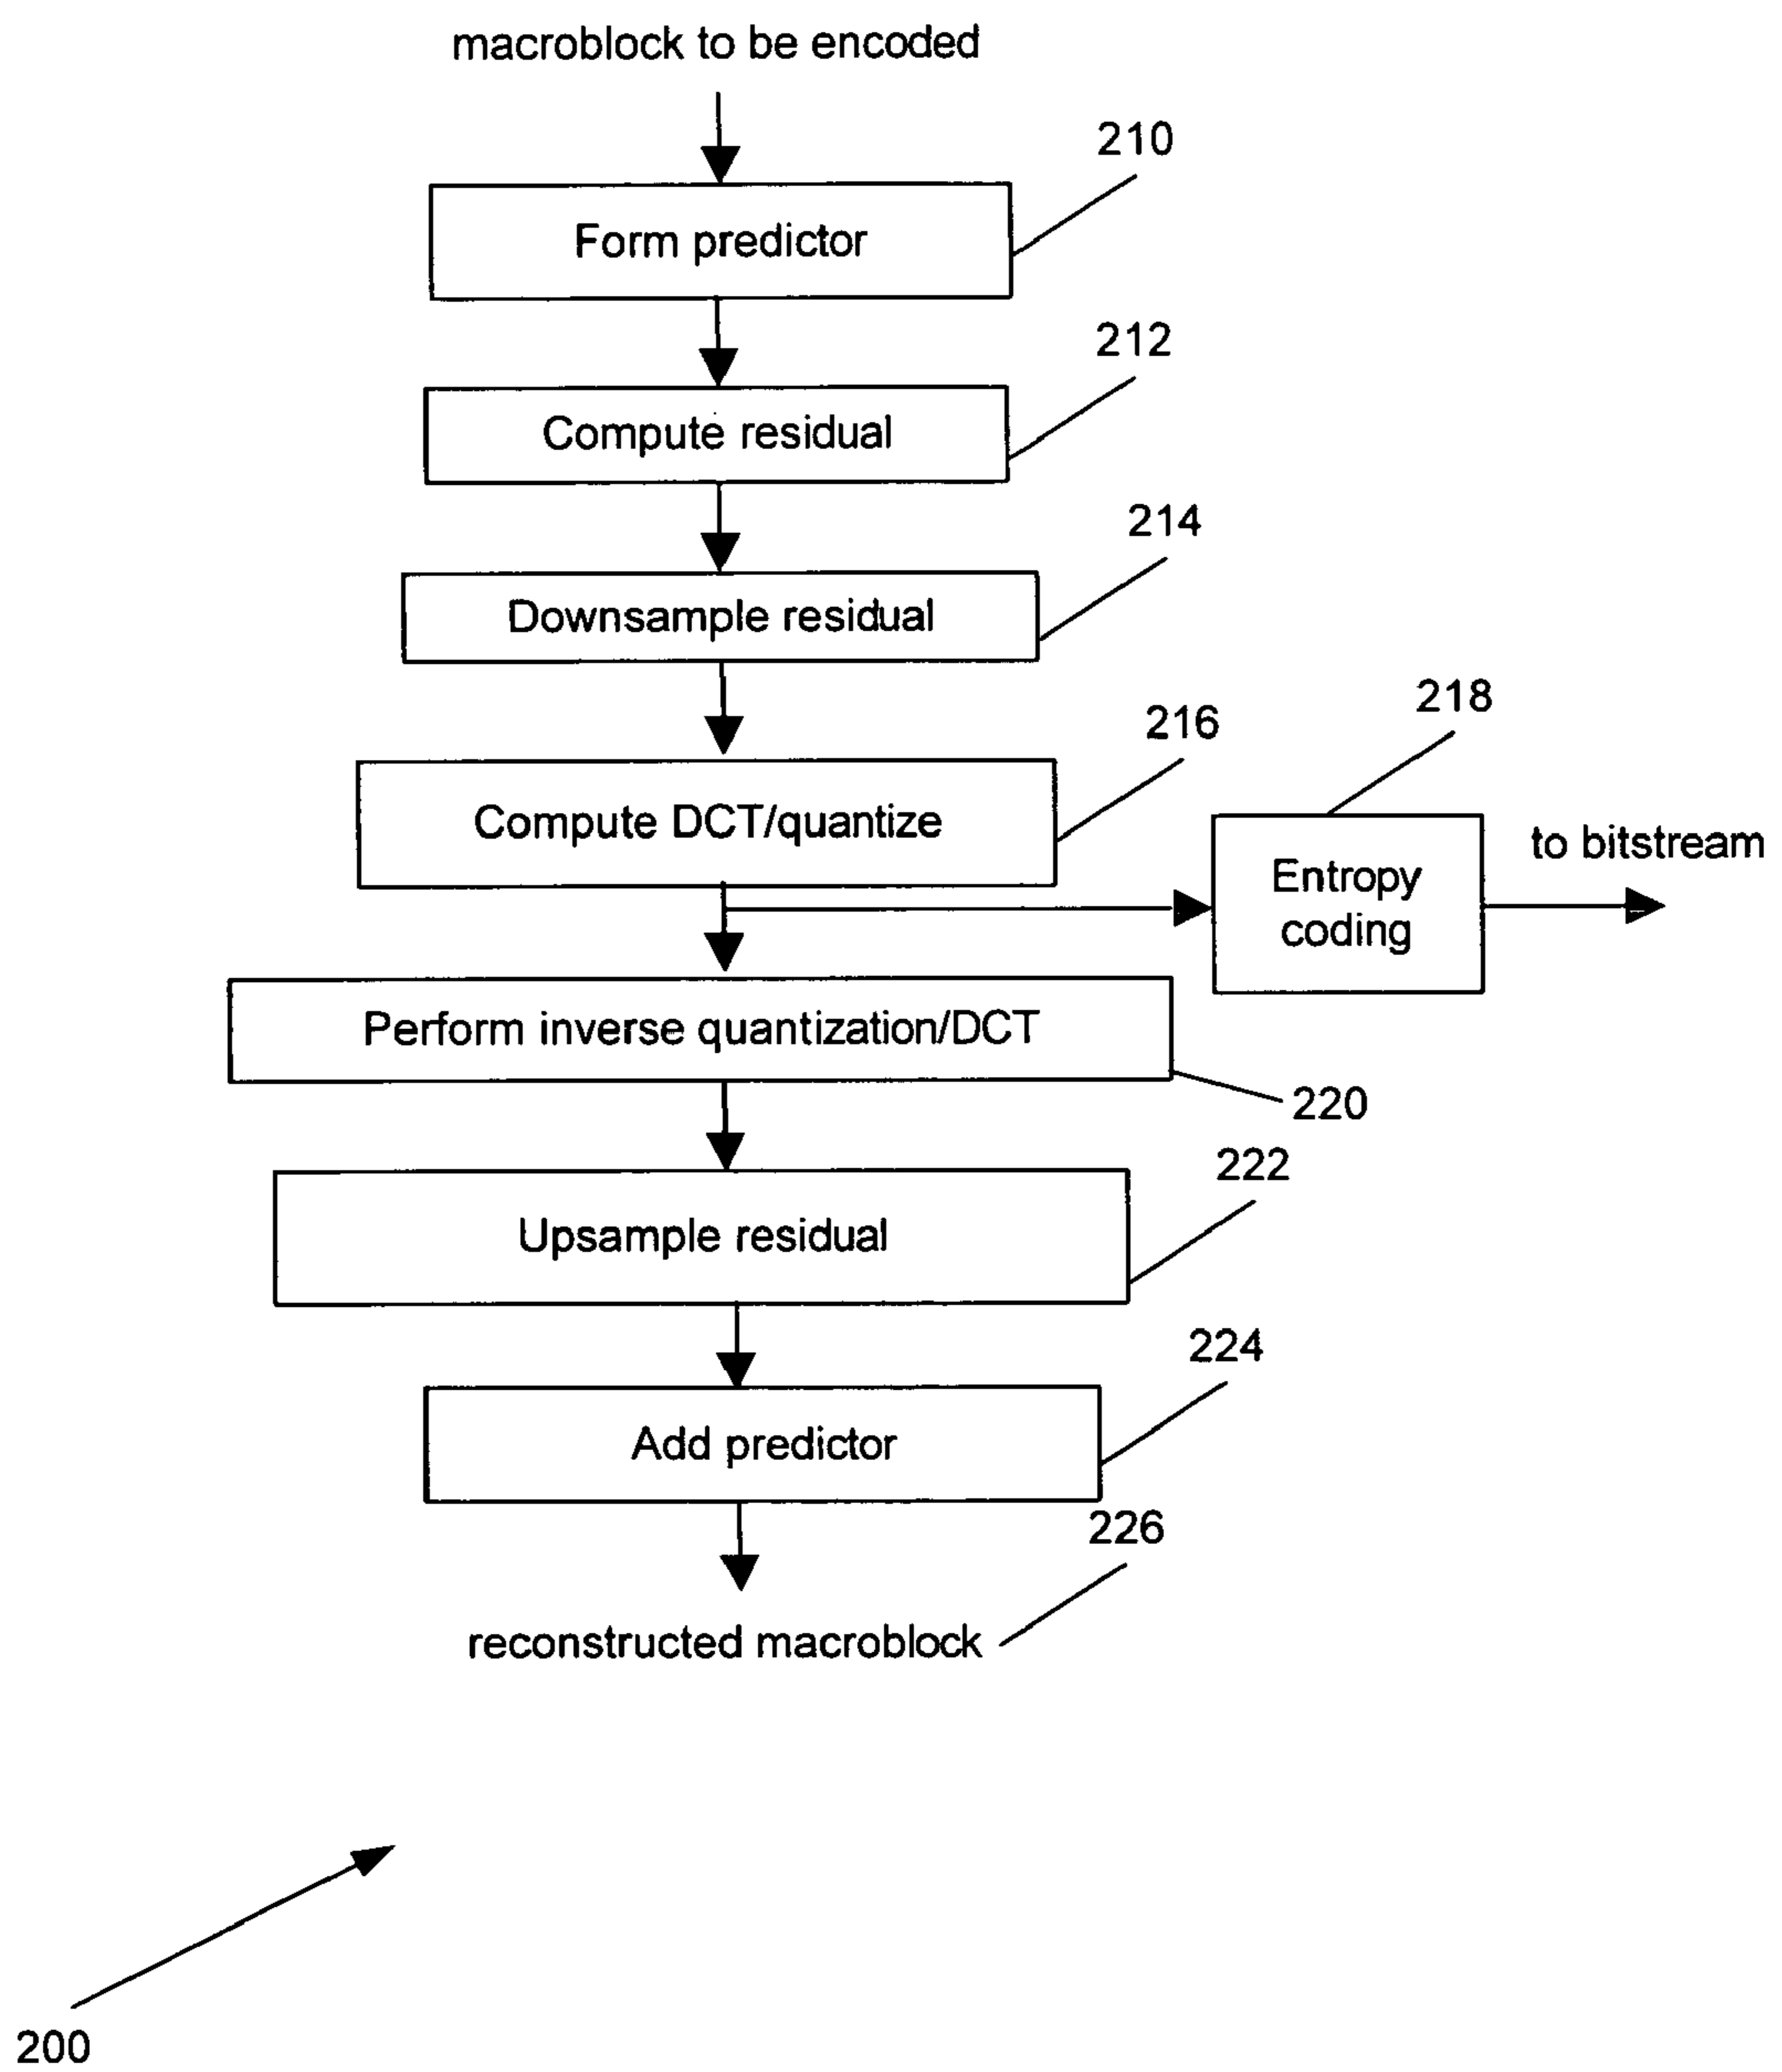 macroblock to be encoded
210
Form predictor
212
Compute residual
214
Downsample residual
216
218
Compute DCT/quantize
to bitstream
Entropy
coding
Perform inverse quantization/DCT
220
222
Upsample residual
224
Add predictor
226
reconstructed macroblock
200